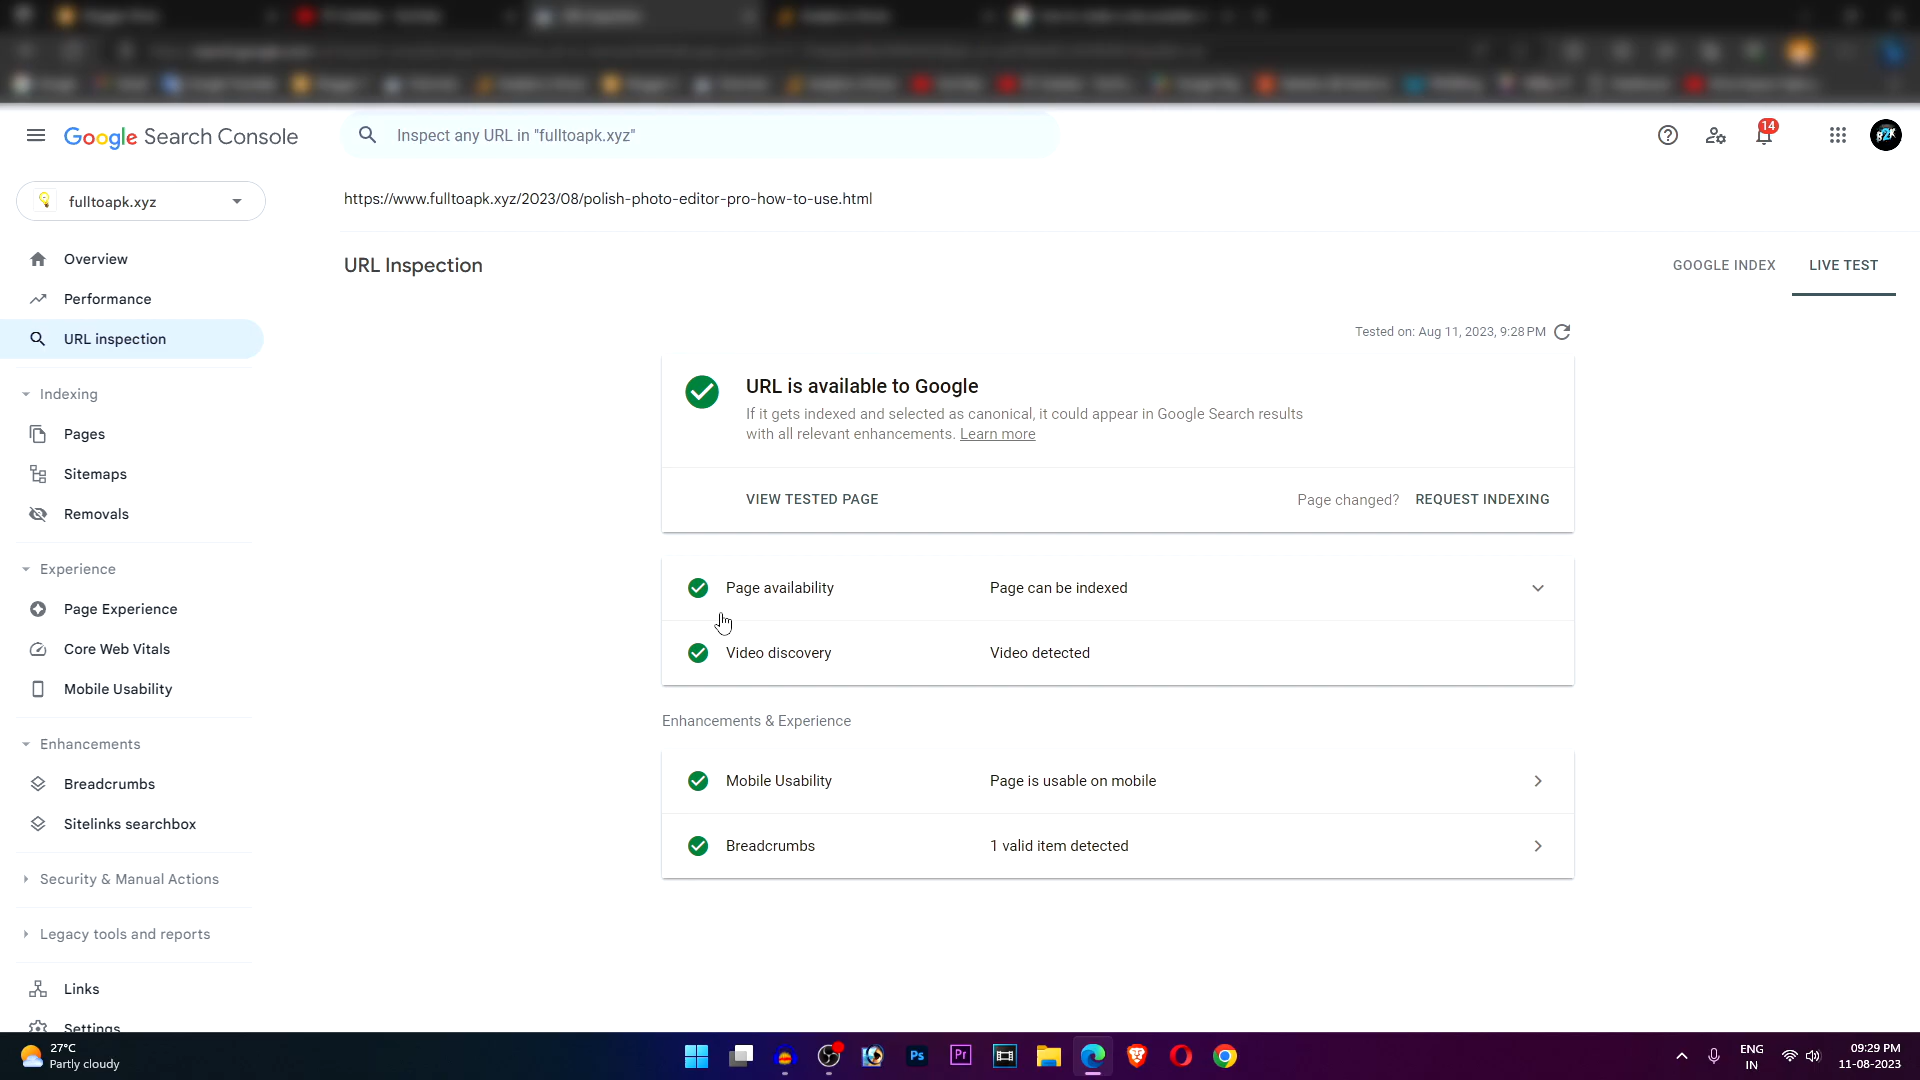 Google Search Console
Inspect any URL in "fulltoapk.xyz"
14
fulltoapk.xyz
https://www.fulltoapk.xyz/2023/08/polish-photo-editor-pro-how-to-use.html
Overview
Performance
URL inspection
Indexing
Pages
Sitemaps
Removals
Experience
Page Experience
Core Web Vitals
Mobile Usability
Enhancements
Breadcrumbs
Sitelinks searchbox
Security & Manual Actions
Legacy tools and reports
Links
Settings
URL Inspection
GOOGLE INDEX
LIVE TEST
Tested on: Aug 11, 2023, 9:28 PM
URL is available to Google
If it gets indexed and selected as canonical, it could appear in Google Search results
with all relevant enhancements. Learn more
VIEW TESTED PAGE
Page changed? REQUEST INDEXING
Page availability Page can be indexed
Video discovery Video detected
Enhancements & Experience
Mobile Usability Page is usable on mobile
Breadcrumbs 1 valid item detected
27°C
Partly cloudy
Ps
Pr
ENG
IN
09:29 PM
11-08-2023